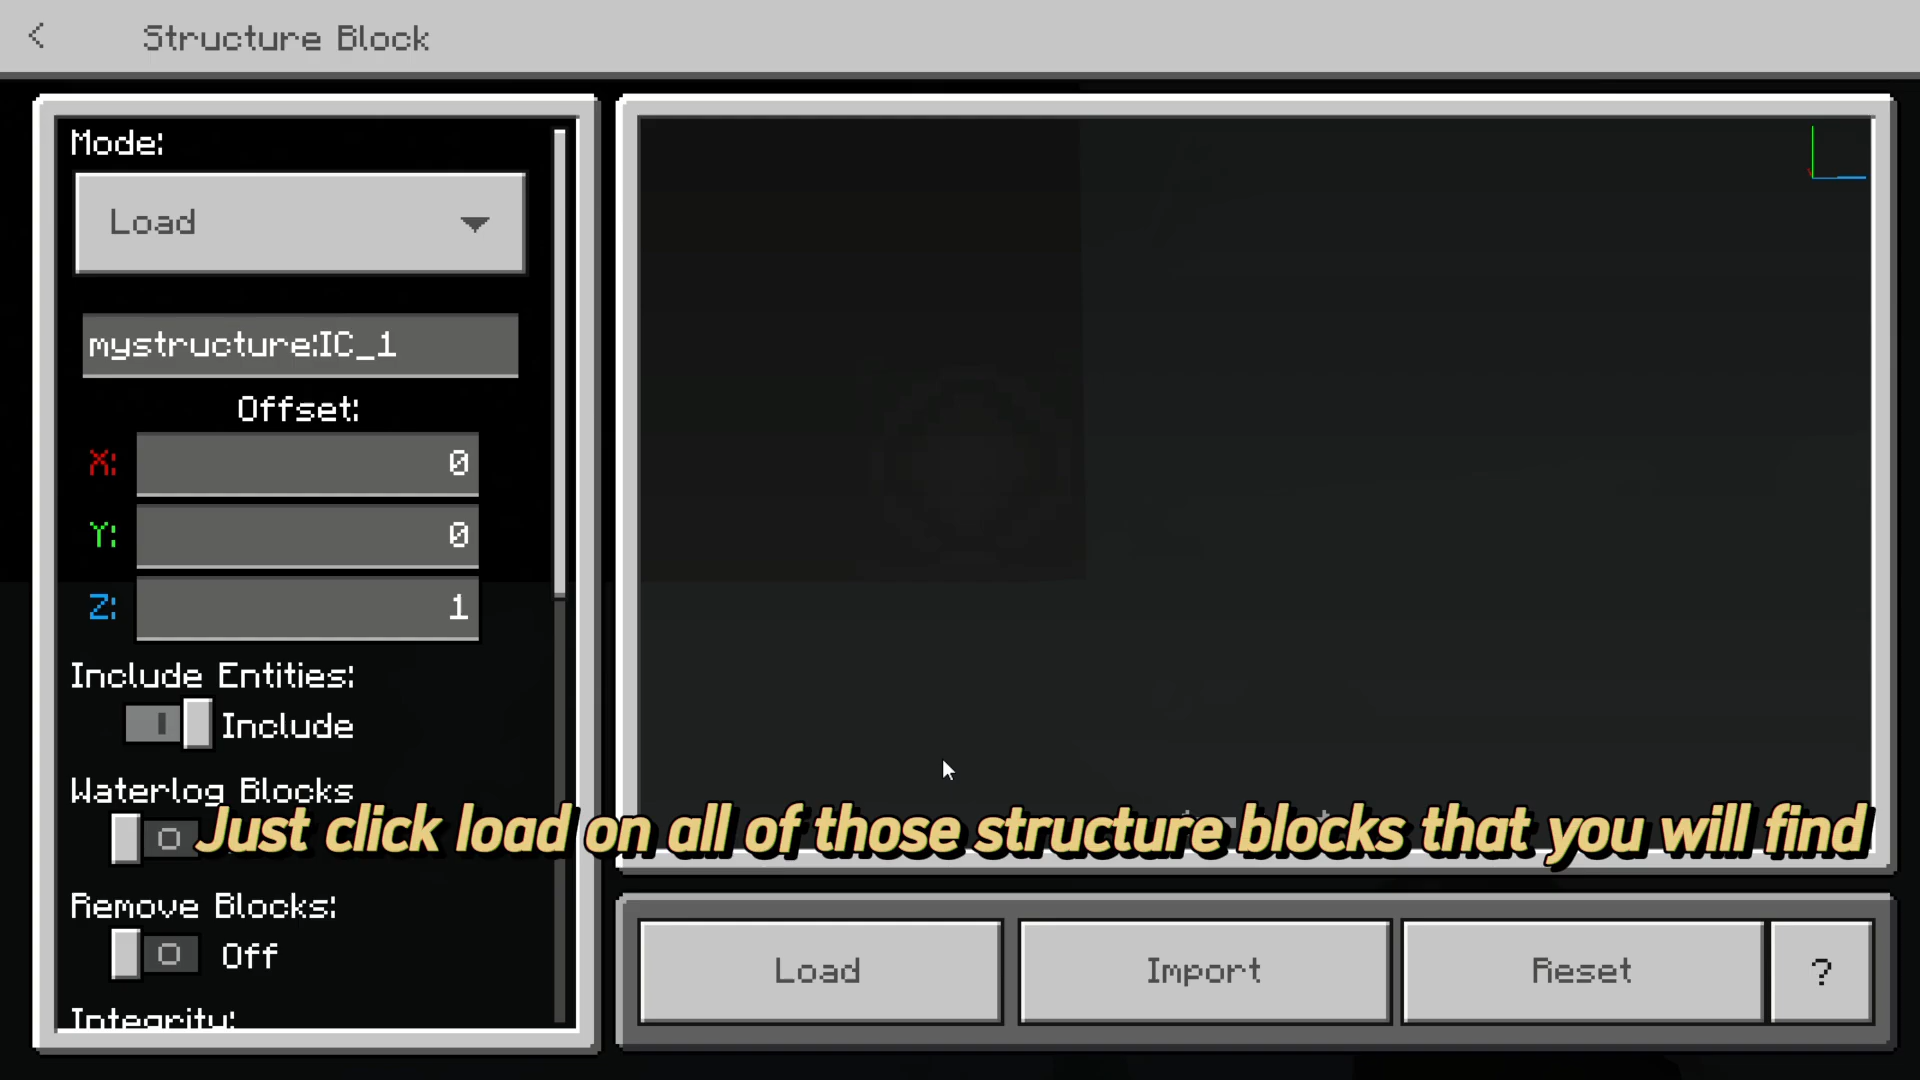 Structure Block
Mode:
Load
mystructure:IC_1
Offset:
X: 0
Y: 0
Z: 1
Include Entities:
Include
Waterlog Blocks
Just click load on all of those structure blocks that you will find
Remove Blocks:
Off
Integrity:
Load Import Reset ?